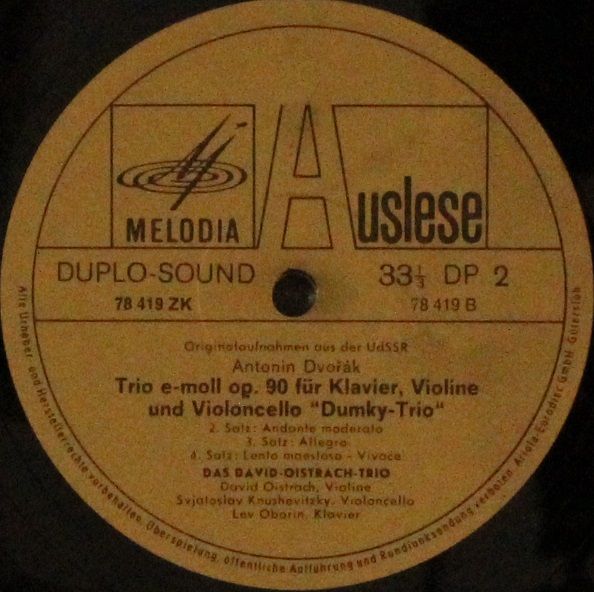 MELODIA
Auslese
DUPLO-SOUND
33⅓ DP 2
78 419 ZK
78 419 B
Originalaufnahmen aus der UdSSR
Antonin Dvořák
Trio e-moll op. 90 für Klavier, Violine
und Violoncello "Dumky-Trio"
2. Satz: Andante moderato
3. Satz: Allegro
4. Satz: Lento maestoso - Vivace
DAS DAVID-OISTRACH-TRIO
David Oistrach, Violine
Svjatoslav Knushevitzky, Violoncello
Lev Oborin, Klavier
Alle Urheber- und Herstellerrechte vorbehalten. Überspielung, öffentliche Aufführung und Rundfunksendung verboten. Ariola-Eurodisc GmbH. Gütersloh